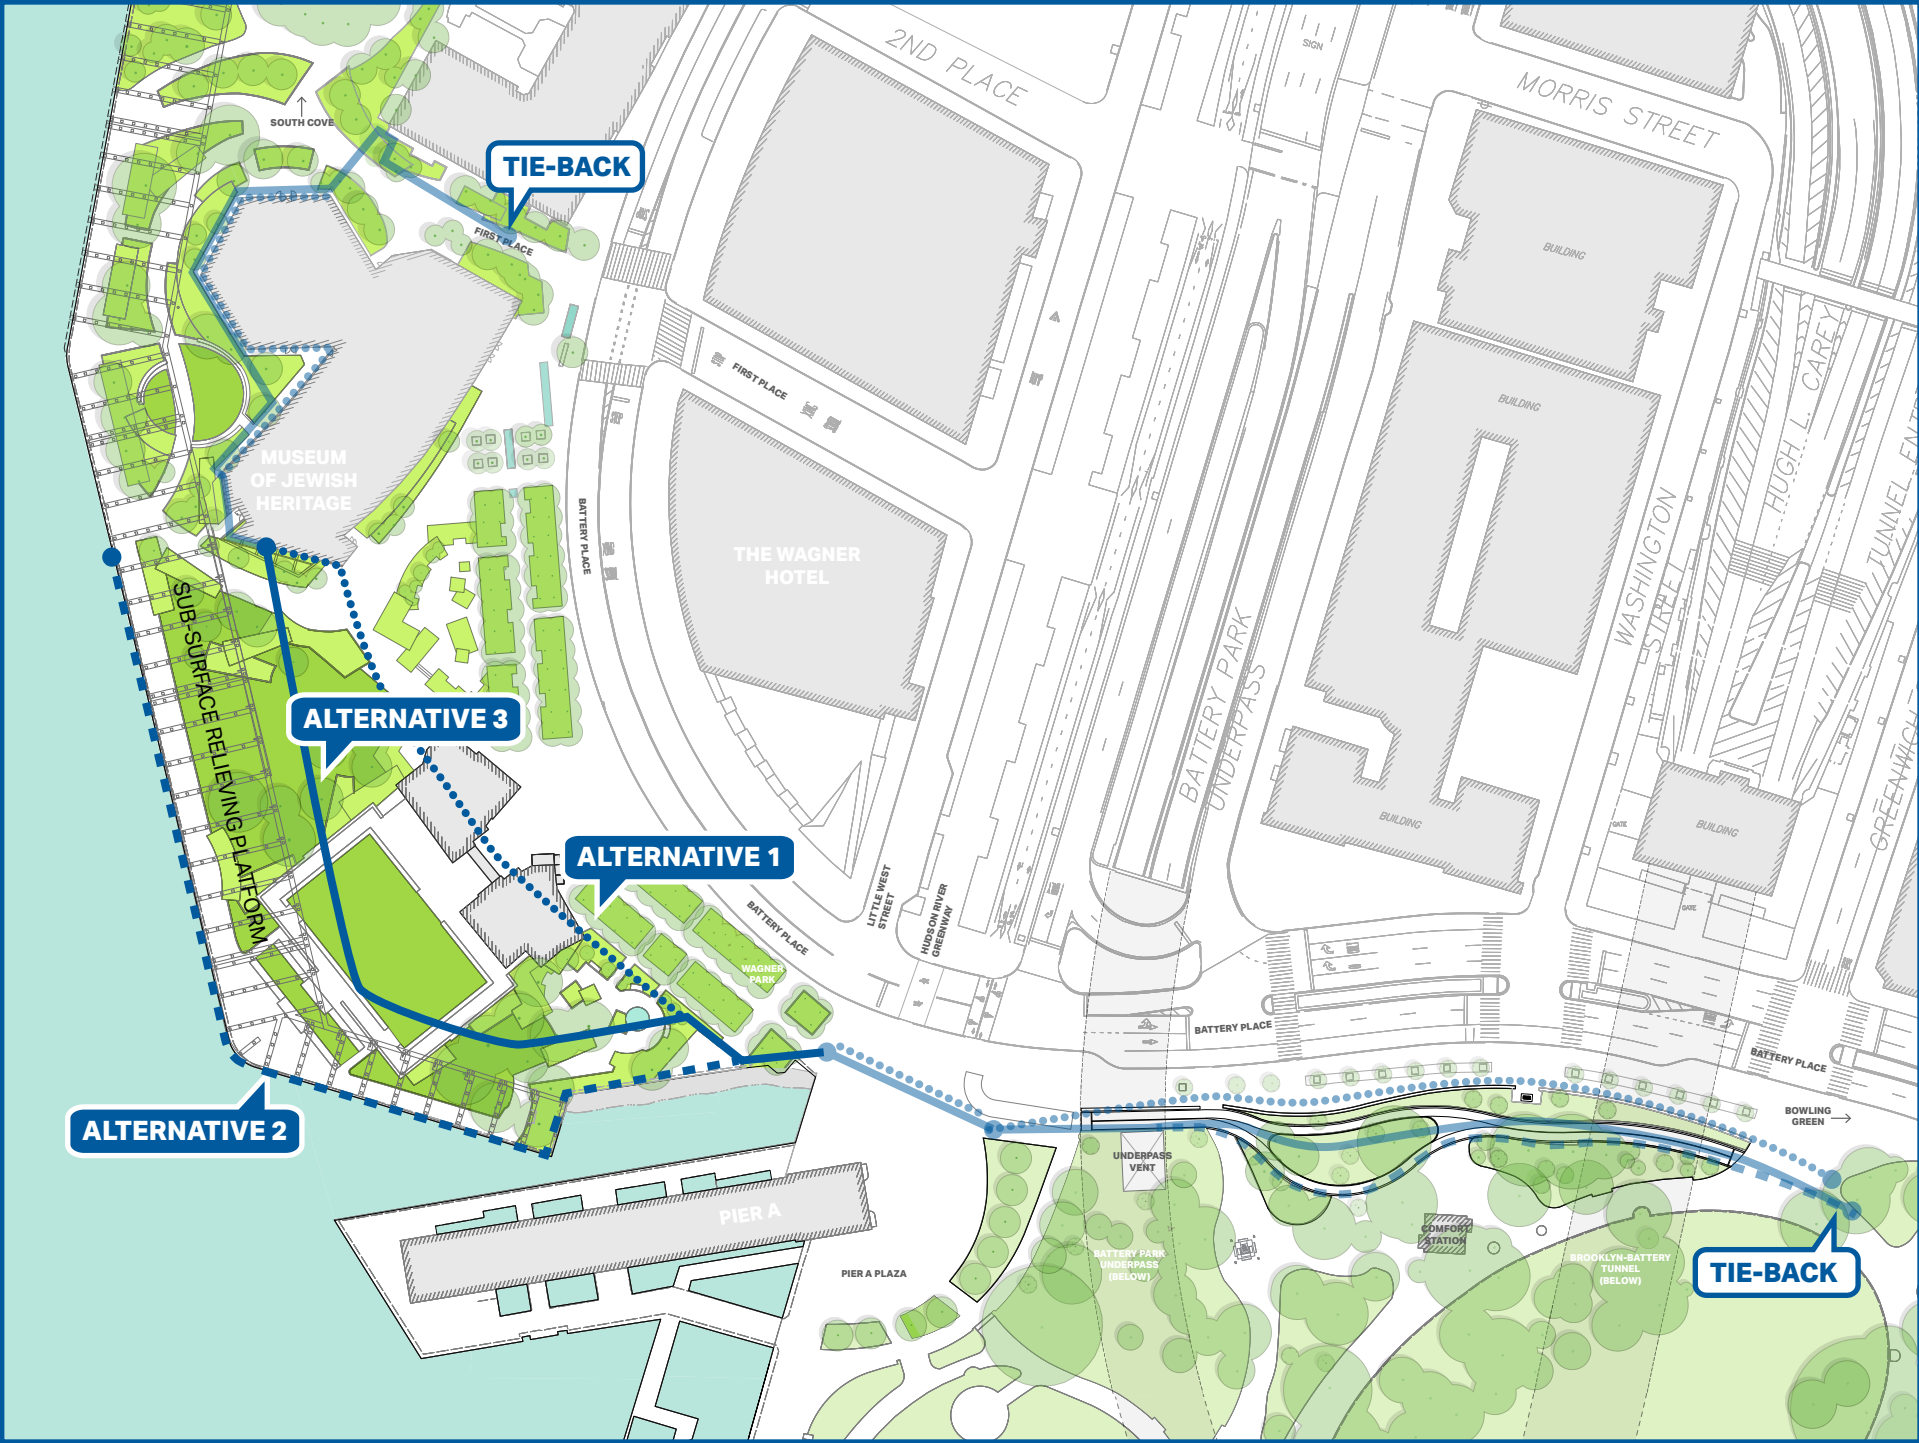 2ND PLACE
SIGN
MORRIS STREET
SOUTH COVE
TIE-BACK
FIRST PLACE
BUILDING
HUGH L. CAREY
FIRST PLACE
BUILDING
MUSEUM
OF JEWISH
HERITAGE
BATTERY PLACE
THE WAGNER
HOTEL
WASHINGTON
STREET
BATTERY PARK
UNDERPASS
SUB-SURFACE RELIEVING PLATFORM
ALTERNATIVE 3
BUILDING
GATE
BUILDING
ALTERNATIVE 1
LITTLE WEST
STREET
HUDSON RIVER
GREENWAY
BATTERY PLACE
GATE
WAGNER
PARK
BATTERY PLACE
BATTERY PLACE
ALTERNATIVE 2
BOWLING
GREEN
UNDERPASS
VENT
PIER A
COMFORT
STATION
PIER A PLAZA
BATTERY PARK
UNDERPASS
(BELOW)
BROOKLYN-BATTERY
TUNNEL
(BELOW)
TIE-BACK